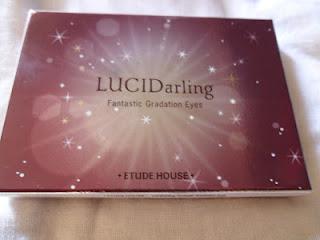 LUCIDarling
Fantastic Gradation Eyes
• ETUDE HOUSE •